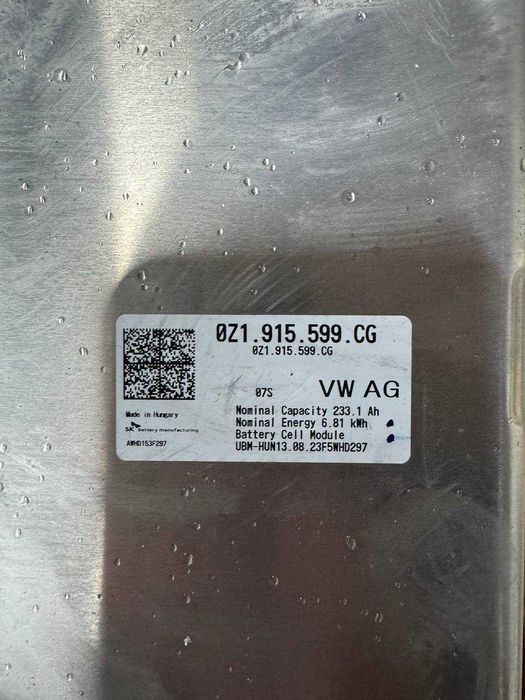 0Z1.915.599.CG
0Z1.915.599.CG
07S
VW AG
Nominal Capacity 233.1 Ah
Nominal Energy 6.81 kWh
Battery Cell Module
UBM-HUN13.08.23F5WHD297
Made in Hungary
SK battery manufacturing
AWHD153F297